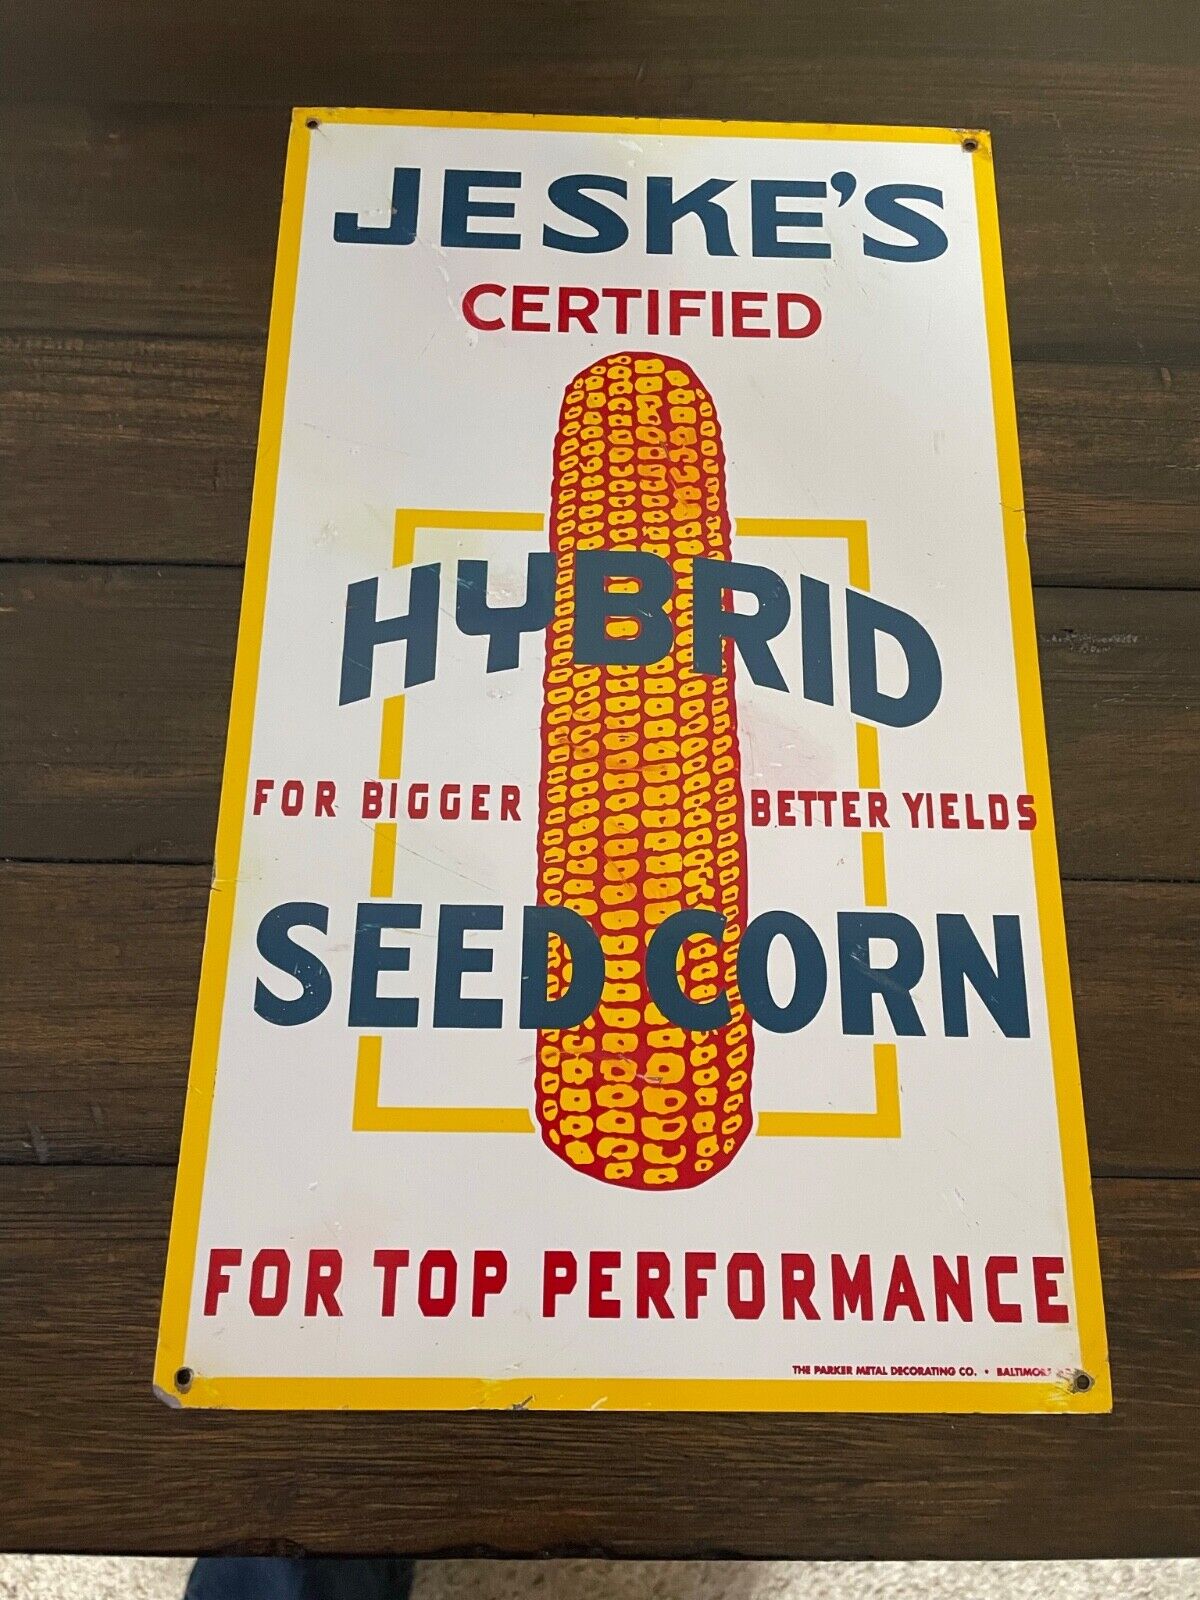 JESKE'S
CERTIFIED
HYBRID
FOR BIGGER BETTER YIELDS
SEED CORN
FOR TOP PERFORMANCE
THE PARKER METAL DECORATING CO. • BALTIMORE